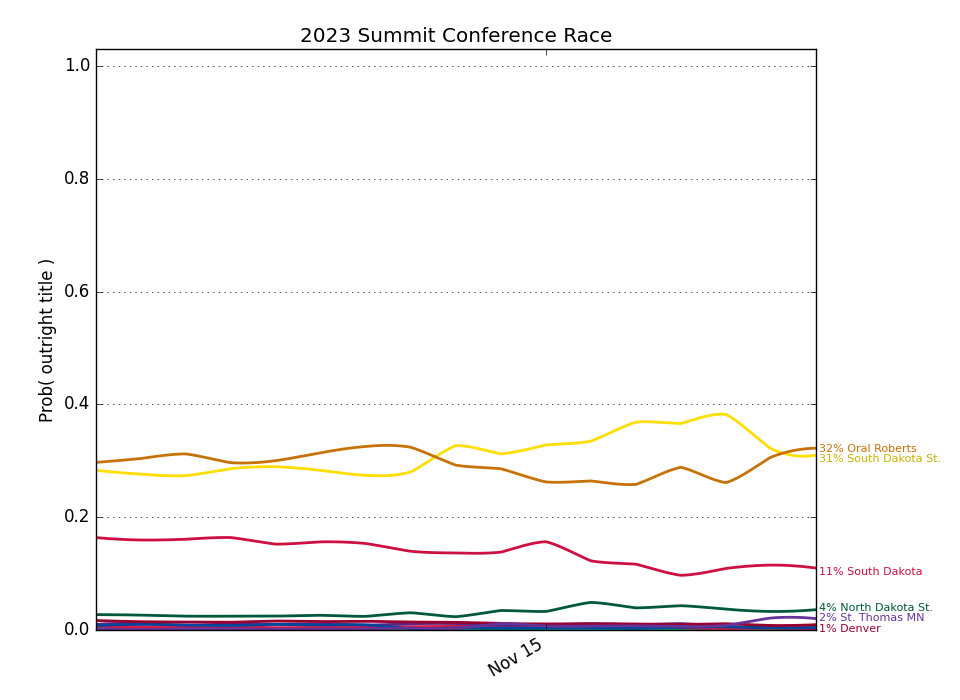 2023 Summit Conference Race
1.0
0.8
0.6
0.4
0.2
0.0
Prob( outright title )
Nov 15
32% Oral Roberts
31% South Dakota St.
11% South Dakota
4% North Dakota St.
2% St. Thomas MN
1% Denver